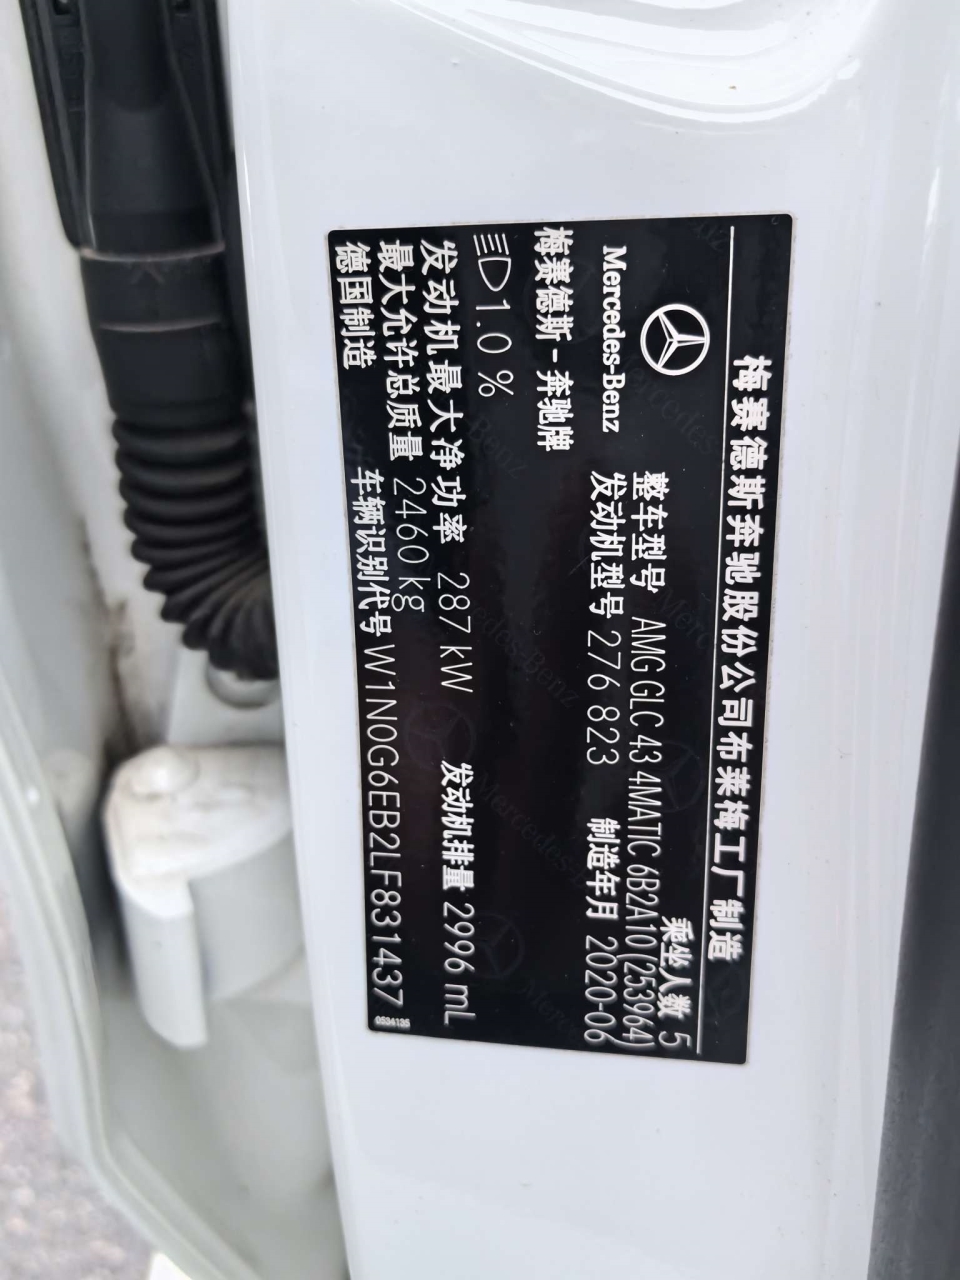 梅赛德斯奔驰股份公司布莱梅工厂制造
乘坐人数 5
Mercedes-Benz
整车型号 AMG GLC 43 4MATIC 6B2A10(253964)
发动机型号 276 823 制造年月 2020-06
梅赛德斯-奔驰牌
1.0 %
发动机最大净功率 287 kW 发动机排量 2996 mL
最大允许总质量 2460 kg
德国制造 车辆识别代号 W1N0G6EB2LF831437
0534135